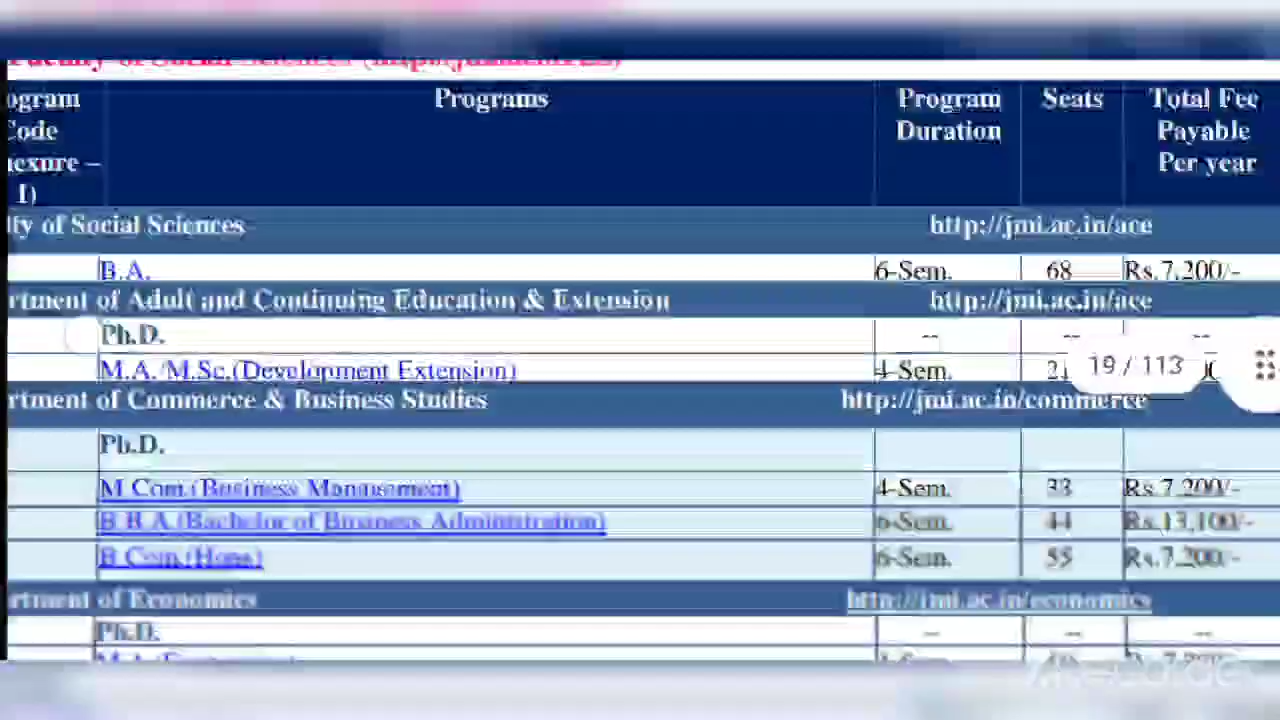 Faculty of Social Sciences
ogram Code nexure – I) Programs Program Duration Seats Total Fee Payable Per year
lty of Social Sciences http://jmi.ac.in/ace
B.A. 6-Sem. 68 Rs.7,200/-
rtment of Adult and Continuing Education & Extension http://jmi.ac.in/ace
Ph.D. -- -- --
M.A./M.Sc.(Development Extension) 4-Sem.
19 / 113
rtment of Commerce & Business Studies http://jmi.ac.in/commerce
Ph.D.
M.Com.(Business Management) 4-Sem. 33 Rs.7,200/-
B.B.A.(Bachelor of Business Administration) 6-Sem. 44 Rs.13,100/-
B.Com.(Hons) 6-Sem. 55 Rs.7,200/-
rtment of Economics http://jmi.ac.in/economics
Ph.D. -- -- --